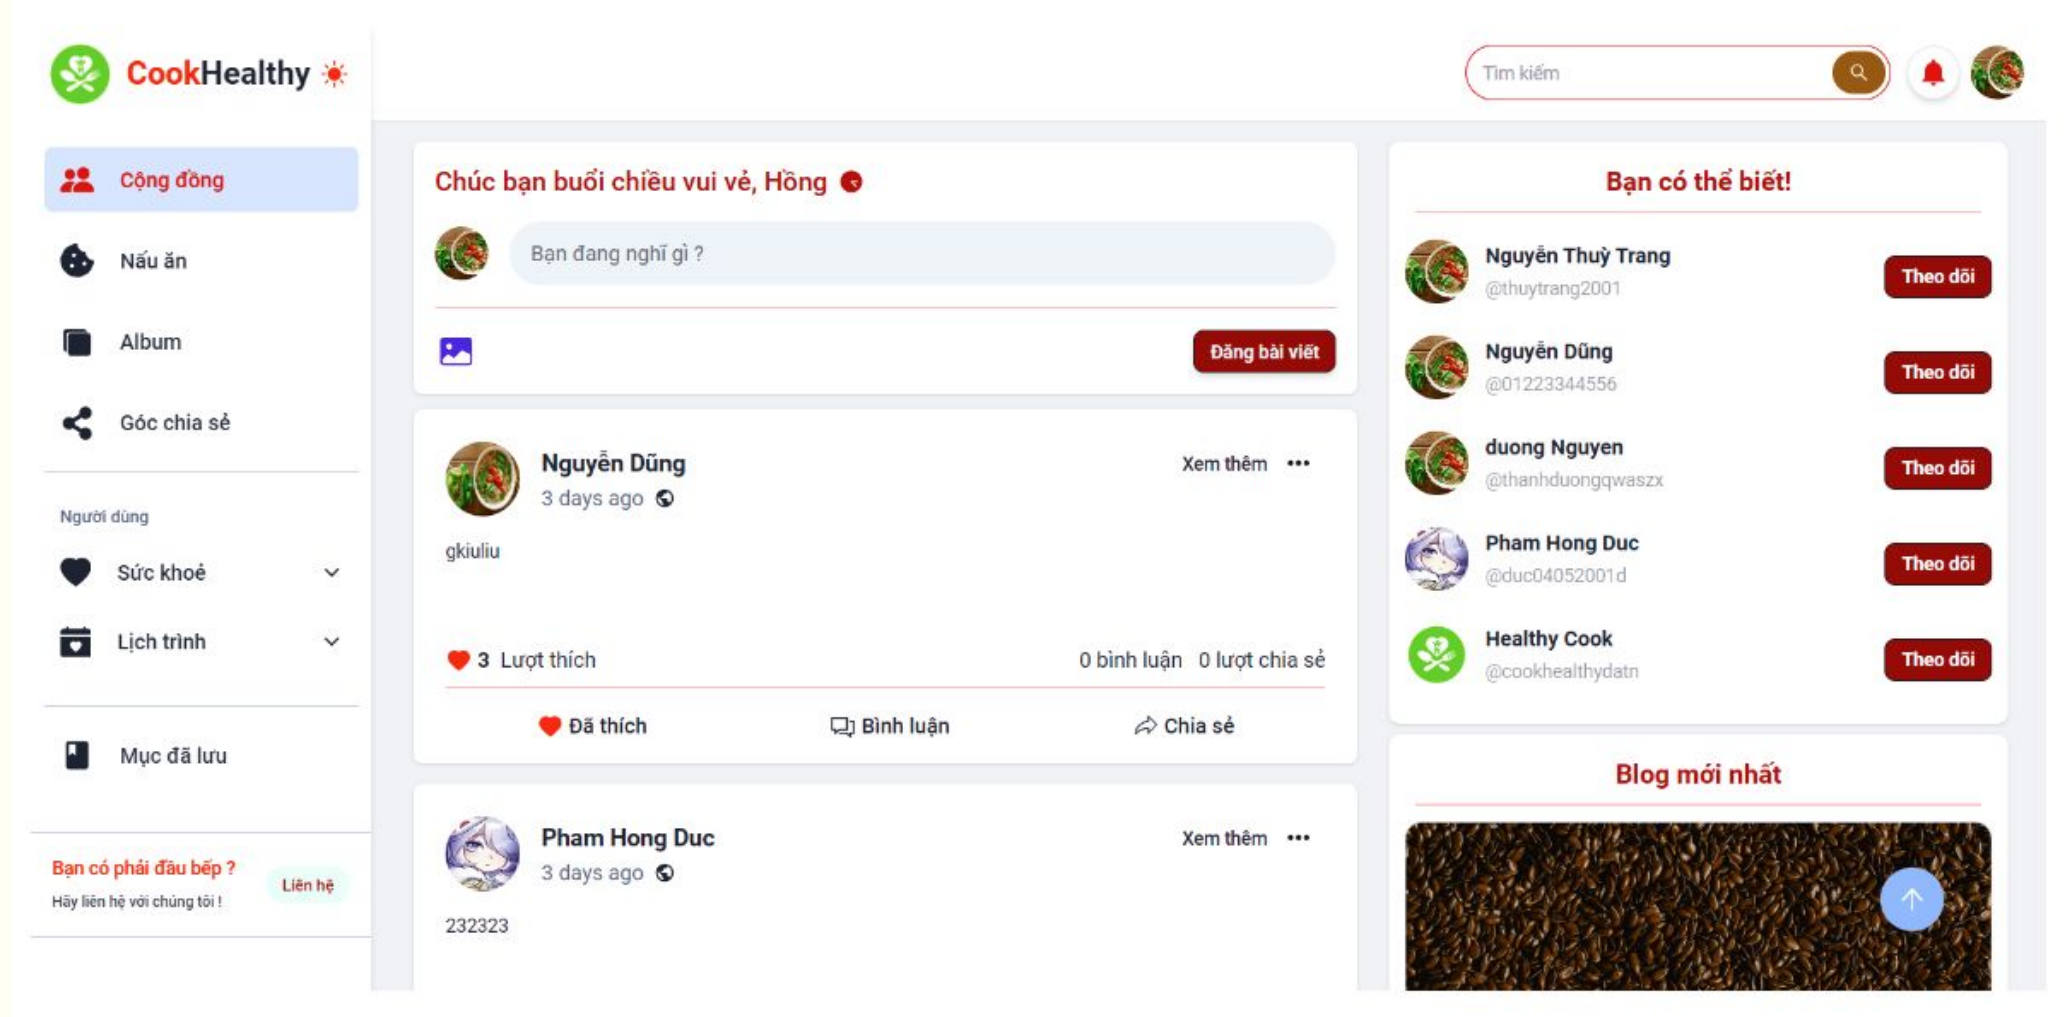 CookHealthy
Tìm kiếm
Cộng đồng
Nấu ăn
Album
Góc chia sẻ
Người dùng
Sức khoẻ
Lịch trình
Mục đã lưu
Bạn có phải đầu bếp ?
Hãy liên hệ với chúng tôi !
Liên hệ
Chúc bạn buổi chiều vui vẻ, Hồng
Bạn đang nghĩ gì ?
Đăng bài viết
Nguyễn Dũng
3 days ago
Xem thêm
gkiuliu
3 Lượt thích
0 bình luận 0 lượt chia sẻ
Đã thích
Bình luận
Chia sẻ
Pham Hong Duc
3 days ago
Xem thêm
232323
Bạn có thể biết!
Nguyễn Thuỳ Trang
@thuytrang2001
Theo dõi
Nguyễn Dũng
@01223344556
Theo dõi
duong Nguyen
@thanhduongqwaszx
Theo dõi
Pham Hong Duc
@duc04052001d
Theo dõi
Healthy Cook
@cookhealthydatn
Theo dõi
Blog mới nhất